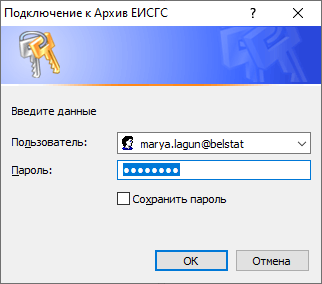 Подключение к Архив ЕИСГС
Введите данные
Пользователь:
marya.lagun@belstat
Пароль:
●●●●●●●●
Сохранить пароль
OK
Отмена